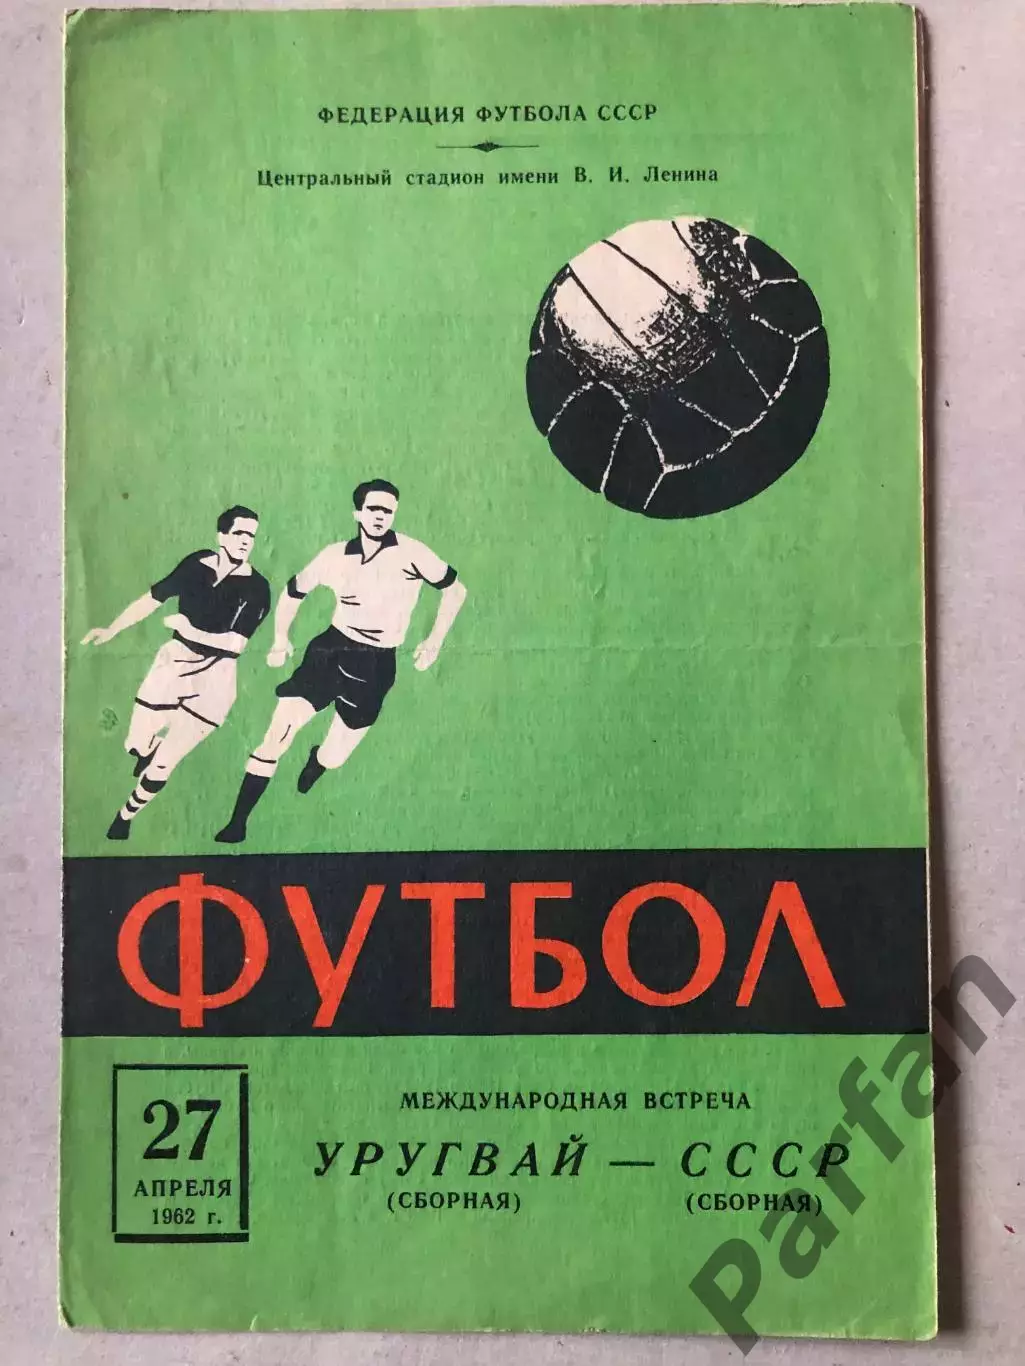 ФЕДЕРАЦИЯ ФУТБОЛА СССР
Центральный стадион имени В. И. Ленина
ФУТБОЛ
27
АПРЕЛЯ
1962 г.
МЕЖДУНАРОДНАЯ ВСТРЕЧА
УРУГВАЙ — СССР
(СБОРНАЯ) (СБОРНАЯ)
Parfan